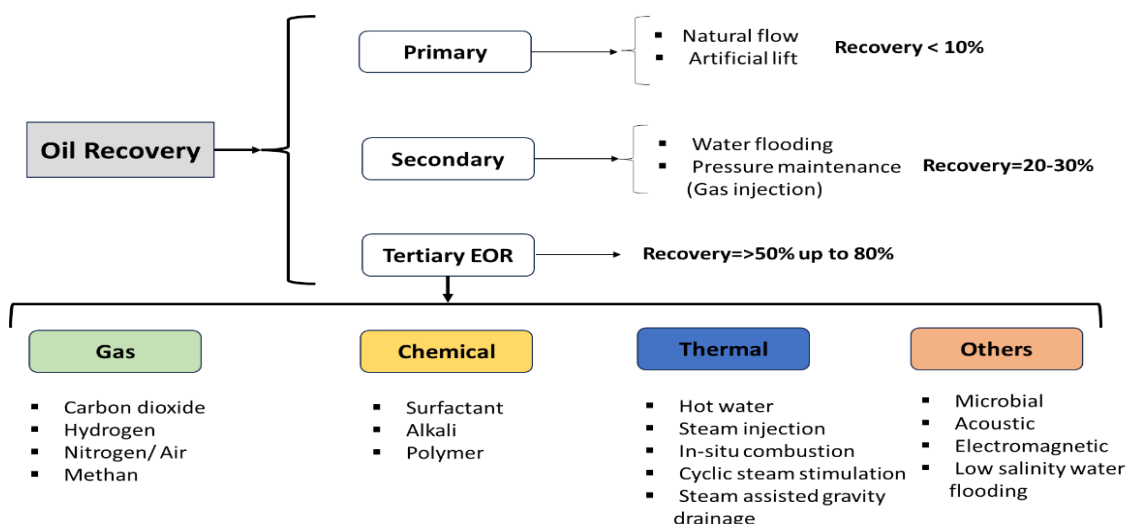 Oil Recovery
Primary
▪ Natural flow
▪ Artificial lift
Recovery < 10%
Secondary
▪ Water flooding
▪ Pressure maintenance
(Gas injection)
Recovery=20-30%
Tertiary EOR
Recovery=>50% up to 80%
Gas
▪ Carbon dioxide
▪ Hydrogen
▪ Nitrogen/ Air
▪ Methan
Chemical
▪ Surfactant
▪ Alkali
▪ Polymer
Thermal
▪ Hot water
▪ Steam injection
▪ In-situ combustion
▪ Cyclic steam stimulation
▪ Steam assisted gravity
drainage
Others
▪ Microbial
▪ Acoustic
▪ Electromagnetic
▪ Low salinity water
flooding